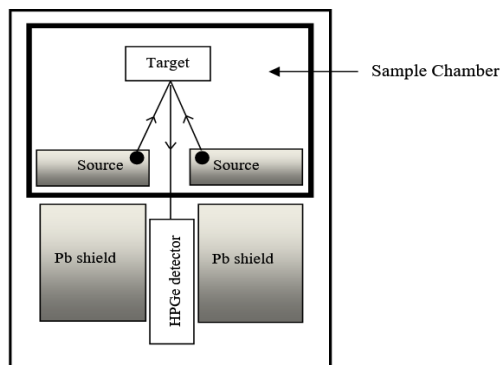 Target
Sample Chamber
Source
Source
Pb shield
HPGe detector
Pb shield